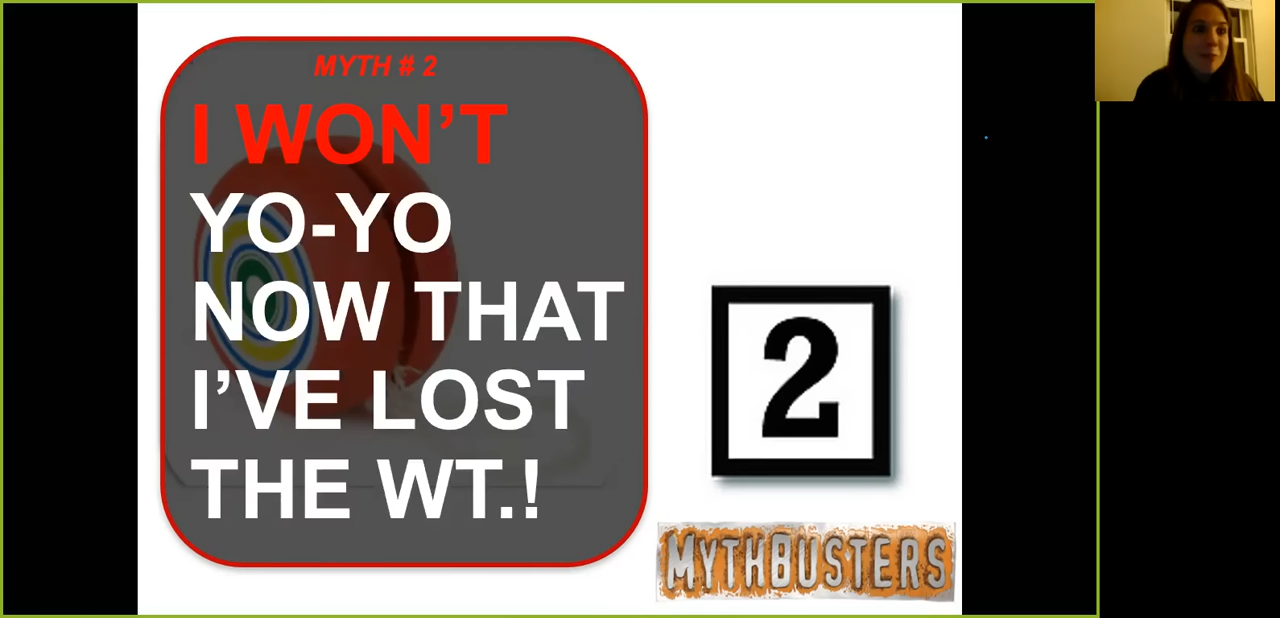 MYTH # 2
I WON'T
YO-YO
NOW THAT
I'VE LOST
THE WT.!
2
MYTHBUSTERS